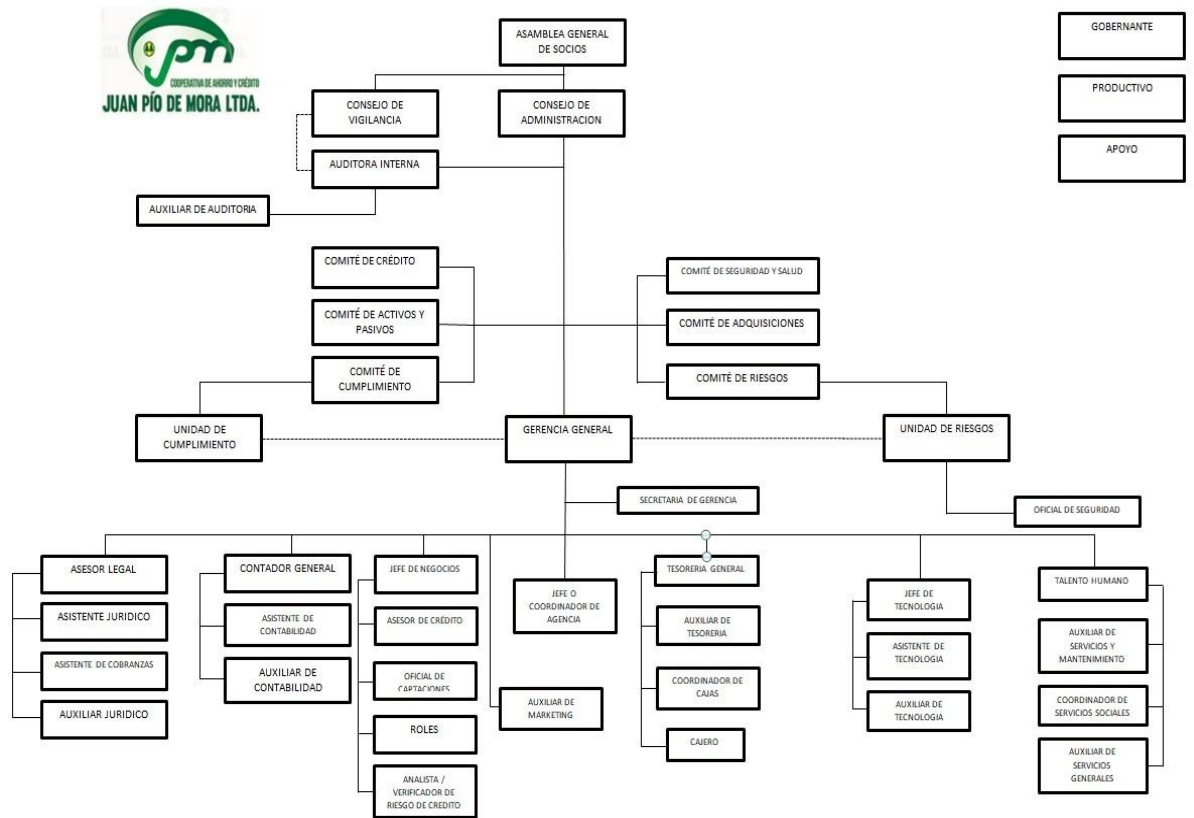 COOPERATIVA DE AHORRO Y CRÉDITO
JUAN PÍO DE MORA LTDA.
ASAMBLEA GENERAL
DE SOCIOS
GOBERNANTE
PRODUCTIVO
APOYO
CONSEJO DE
VIGILANCIA
CONSEJO DE
ADMINISTRACION
AUDITORA INTERNA
AUXILIAR DE AUDITORIA
COMITÉ DE CRÉDITO
COMITÉ DE ACTIVOS Y
PASIVOS
COMITÉ DE
CUMPLIMIENTO
COMITÉ DE SEGURIDAD Y SALUD
COMITÉ DE ADQUISICIONES
COMITÉ DE RIESGOS
UNIDAD DE
CUMPLIMIENTO
GERENCIA GENERAL
UNIDAD DE RIESGOS
SECRETARIA DE GERENCIA
OFICIAL DE SEGURIDAD
ASESOR LEGAL
ASISTENTE JURIDICO
ASISTENTE DE COBRANZAS
AUXILIAR JURIDICO
CONTADOR GENERAL
ASISTENTE DE
CONTABILIDAD
AUXILIAR DE
CONTABILIDAD
JEFE DE NEGOCIOS
ASESOR DE CRÉDITO
OFICIAL DE
CAPTACIONES
ROLES
ANALISTA /
VERIFICADOR DE
RIESGO DE CREDITO
AUXILIAR DE
MARKETING
JEFE O
COORDINADOR DE
AGENCIA
TESORERIA GENERAL
AUXILIAR DE
TESORERIA
COORDINADOR DE
CAJAS
CAJERO
JEFE DE
TECNOLOGIA
ASISTENTE DE
TECNOLOGIA
AUXILIAR DE
TECNOLOGIA
TALENTO HUMANO
AUXILIAR DE
SERVICIOS Y
MANTENIMIENTO
COORDINADOR DE
SERVICIOS SOCIALES
AUXILIAR DE
SERVICIOS
GENERALES